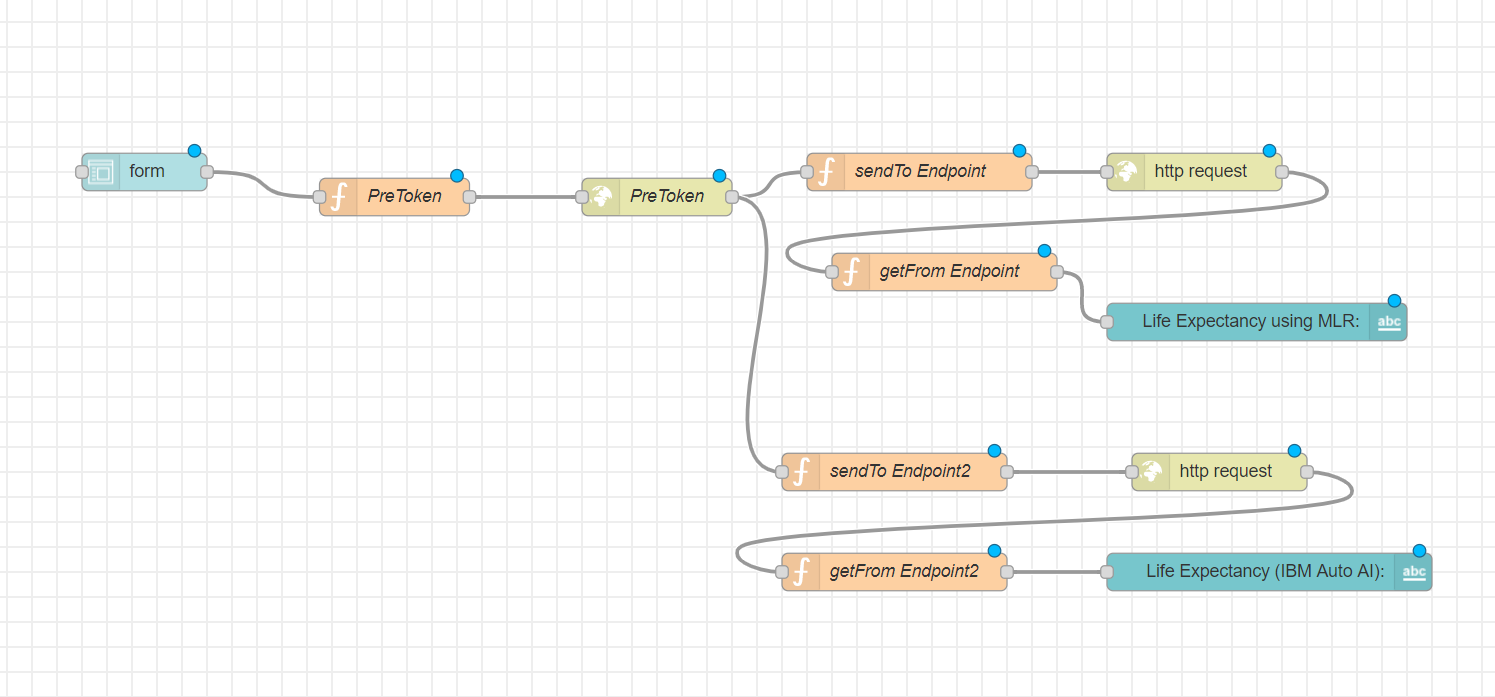 form
PreToken
PreToken
sendTo Endpoint
http request
getFrom Endpoint
Life Expectancy using MLR:
abc
sendTo Endpoint2
http request
getFrom Endpoint2
Life Expectancy (IBM Auto AI):
abc